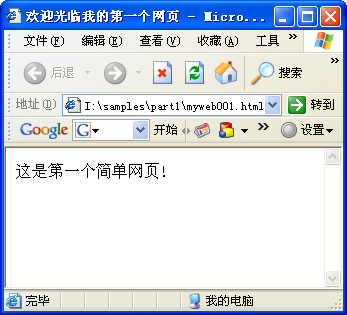 欢迎光临我的第一个网页 - Micro...
文件(F) 编辑(E) 查看(V) 收藏(A) 工具 »
后退 搜索 »
地址(D) I:\samples\part1\myweb001.html 转到
Google G 开始 » 设置
这是第一个简单网页!
完毕 我的电脑